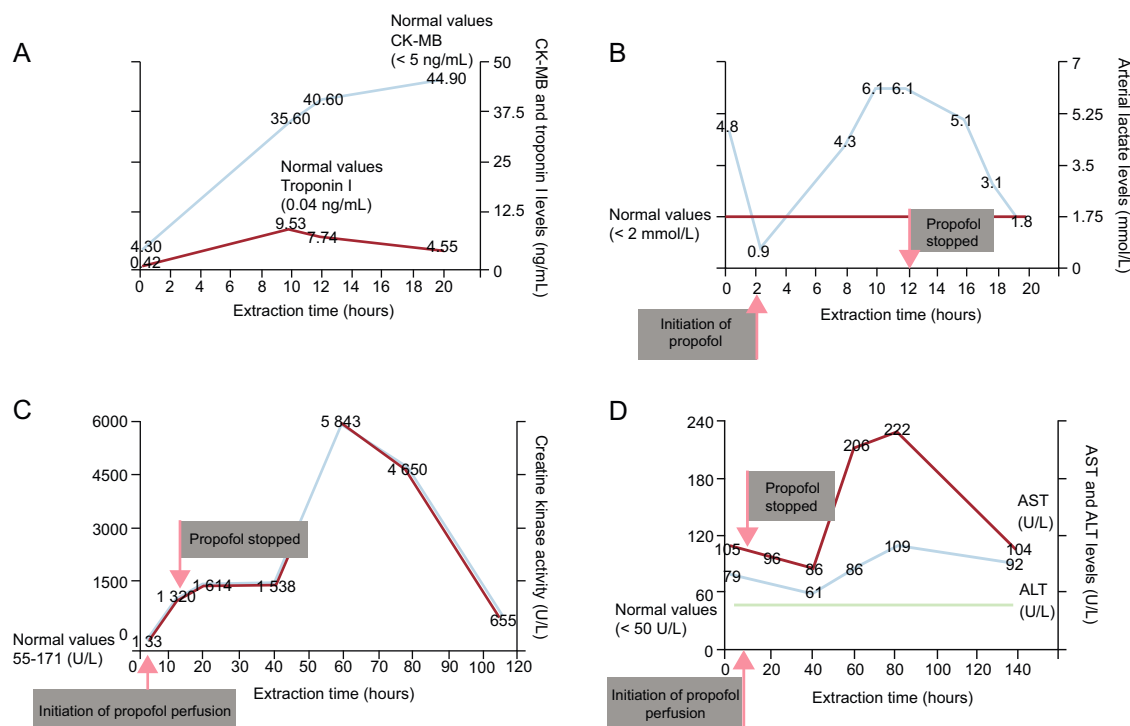 A
Normal values
CK-MB
(< 5 ng/mL)
44.90
40.60
35.60
Normal values
Troponin I
(0.04 ng/mL)
9.53
7.74
4.55
4.30
0.42
50
37.5
25
12.5
0
CK-MB and troponin I levels (ng/mL)
0 2 4 6 8 10 12 14 16 18 20
Extraction time (hours)
B
4.8
0.9
4.3
6.1
6.1
5.1
3.1
1.8
Normal values
(< 2 mmol/L)
Propofol
stopped
7
5.25
3.5
1.75
0
Arterial lactate levels (mmol/L)
0 2 4 6 8 10 12 14 16 18 20
Extraction time (hours)
Initiation of
propofol
C
6000
4500
3000
1500
0
5 843
4 650
Propofol stopped
1 320
1 614
1 538
133
655
Normal values
55-171 (U/L)
Creatine kinase activity (U/L)
0 10 20 40 60 80 100 120
Extraction time (hours)
Initiation of propofol perfusion
D
240
180
120
60
0
222
206
Propofol
stopped
105
96
86
79
61
86
109
104
92
AST
(U/L)
ALT
(U/L)
Normal values
(< 50 U/L)
AST and ALT levels (U/L)
0 20 40 60 80 100 120 140
Extraction time (hours)
Initiation of propofol
perfusion